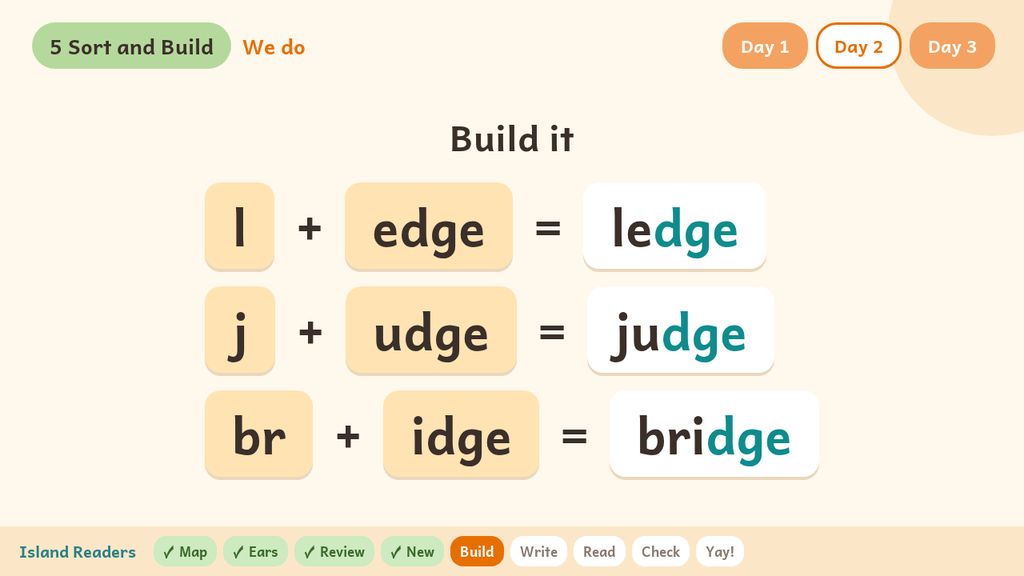 5 Sort and Build We do Day 1 Day 2 Day 3
Build it
l + edge = ledge
j + udge = judge
br + idge = bridge
Island Readers ✓ Map ✓ Ears ✓ Review ✓ New Build Write Read Check Yay!